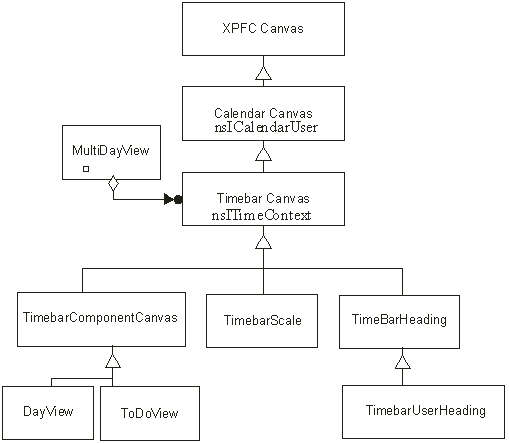 XPFC Canvas
Calendar Canvas
nsICalendarUser
MultiDayView
Timebar Canvas
nsITimeContext
TimebarComponentCanvas
TimebarScale
TimeBarHeading
DayView
ToDoView
TimebarUserHeading